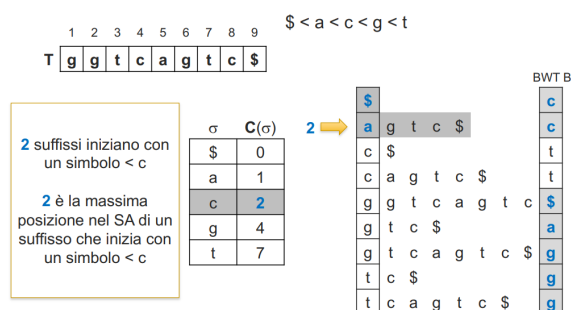 $ < a < c < g < t
1 2 3 4 5 6 7 8 9
T g g t c a g t c $
BWT B
2 suffissi iniziano con
un simbolo < c
2 è la massima
posizione nel SA di un
suffisso che inizia con
un simbolo < c
σ C(σ)
$ 0
a 1
c 2
g 4
t 7
2
$ c
a g t c $ c
c $ t
c a g t c $ t
g g t c a g t c $
g t c $ a
g t c a g t c $ g
t c $ g
t c a g t c $ g